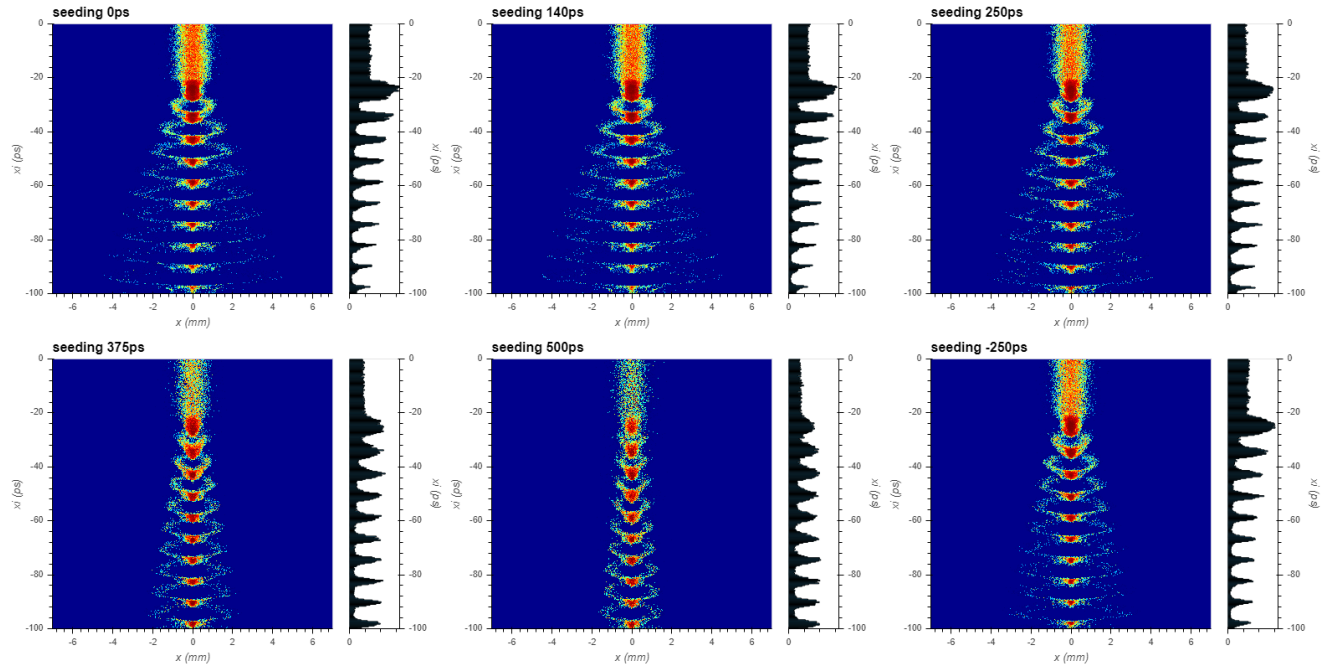 seeding 0ps
seeding 140ps
seeding 250ps
0 0 0 0 0 0
-20 -20 -20 -20 -20 -20
-40 -40 -40 -40 -40 -40
xi (ps) xi (ps) xi (ps) xi (ps) xi (ps) xi (ps)
-60 -60 -60 -60 -60 -60
-80 -80 -80 -80 -80 -80
-100 -100 -100 -100 -100 -100
-6 -4 -2 0 2 4 6 0 -6 -4 -2 0 2 4 6 0 -6 -4 -2 0 2 4 6 0
x (mm) x (mm) x (mm)
seeding 375ps
seeding 500ps
seeding -250ps
0 0 0 0 0 0
-20 -20 -20 -20 -20 -20
-40 -40 -40 -40 -40 -40
xi (ps) xi (ps) xi (ps) xi (ps) xi (ps) xi (ps)
-60 -60 -60 -60 -60 -60
-80 -80 -80 -80 -80 -80
-100 -100 -100 -100 -100 -100
-6 -4 -2 0 2 4 6 0 -6 -4 -2 0 2 4 6 0 -6 -4 -2 0 2 4 6 0
x (mm) x (mm) x (mm)